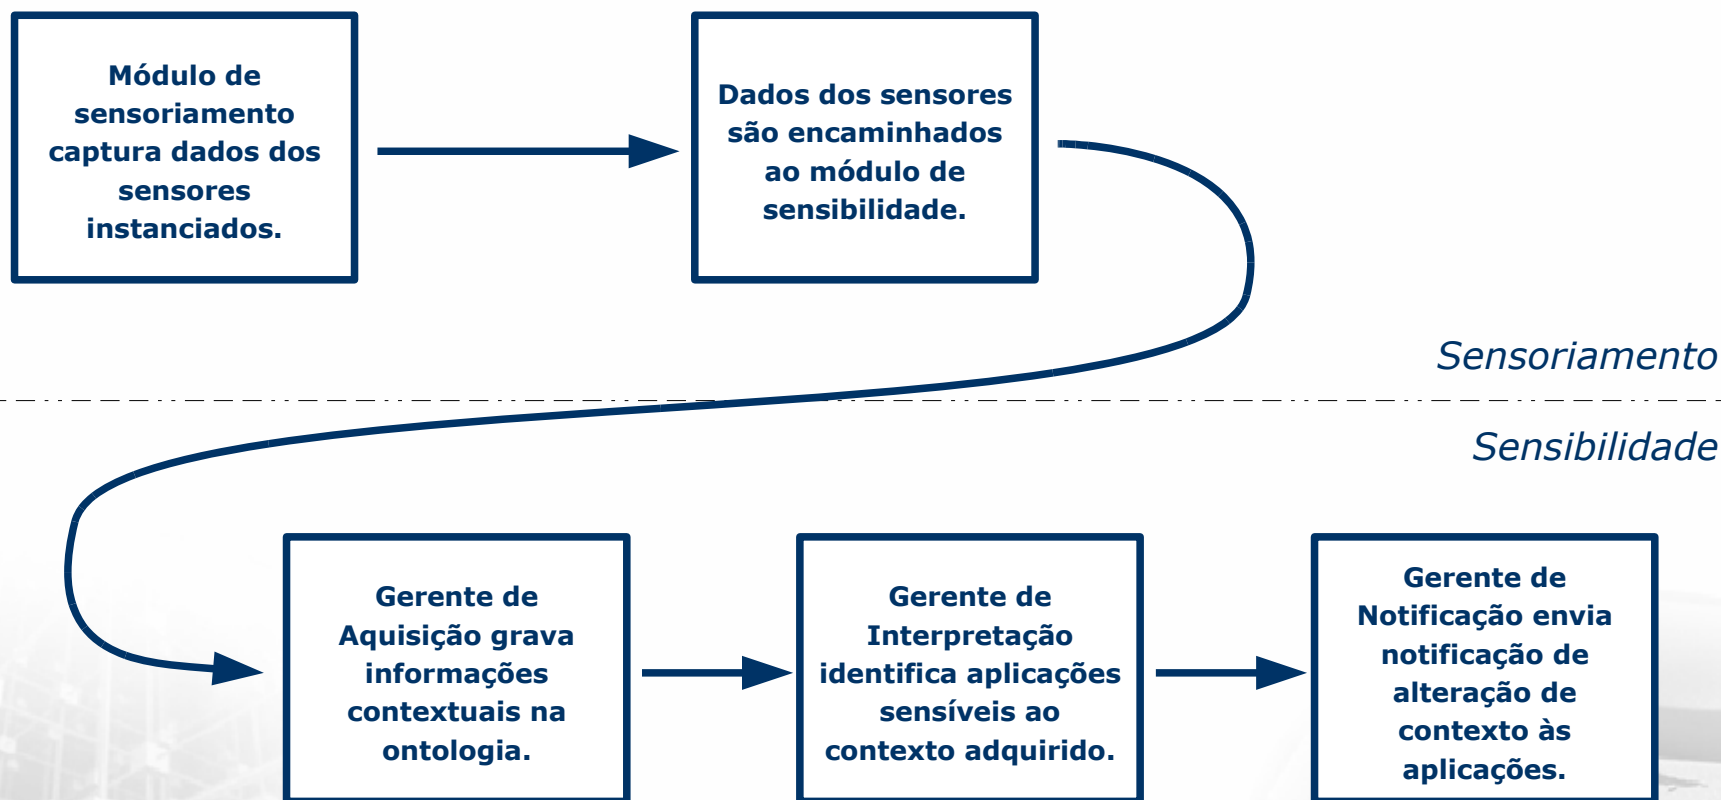 Módulo de
sensoriamento
captura dados dos
sensores
instanciados.
Dados dos sensores
são encaminhados
ao módulo de
sensibilidade.
Sensoriamento
Sensibilidade
Gerente de
Aquisição grava
informações
contextuais na
ontologia.
Gerente de
Interpretação
identifica aplicações
sensíveis ao
contexto adquirido.
Gerente de
Notificação envia
notificação de
alteração de
contexto às
aplicações.